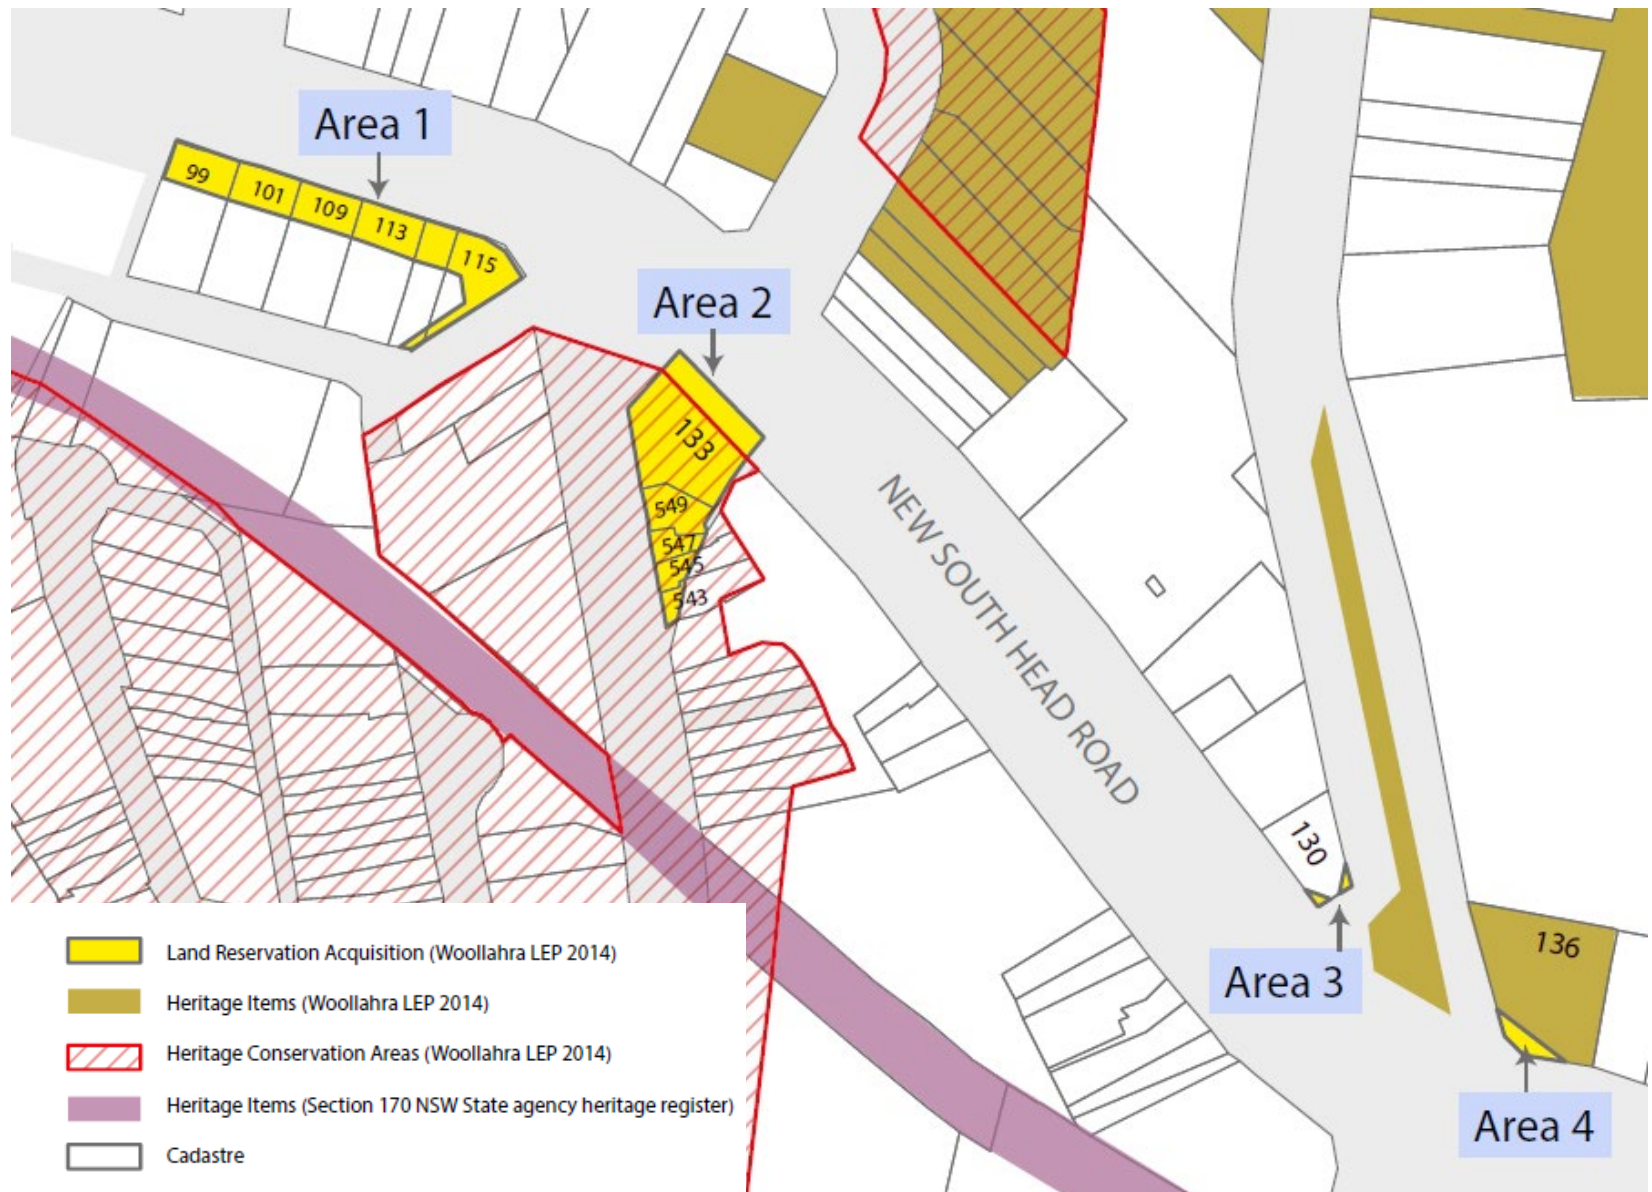 Area 1
99
101
109
113
115
Area 2
133
549
547
545
543
NEW SOUTH HEAD ROAD
130
Area 3
136
Area 4
Land Reservation Acquisition (Woollahra LEP 2014)
Heritage Items (Woollahra LEP 2014)
Heritage Conservation Areas (Woollahra LEP 2014)
Heritage Items (Section 170 NSW State agency heritage register)
Cadastre